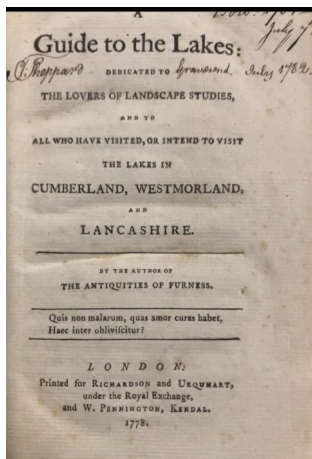 A
July 7
Guide to the Lakes:
J. Sheppard DEDICATED TO Gravesend. July 1782.
THE LOVERS OF LANDSCAPE STUDIES,
AND TO
ALL WHO HAVE VISITED, OR INTEND TO VISIT
THE LAKES IN
CUMBERLAND, WESTMORLAND,
AND
LANCASHIRE.
BY THE AUTHOR OF
THE ANTIQUITIES OF FURNESS.
Quis non malarum, quas amor curas habet,
Haec inter obliviſcitur?
LONDON:
Printed for RICHARDSON and URQUHART,
under the Royal Exchange,
and W. PENNINGTON, KENDAL.
1778.